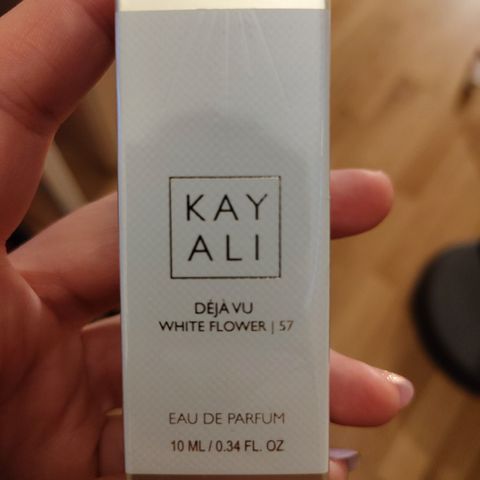 KAY
ALI
DÉJÀ VU
WHITE FLOWER | 57
EAU DE PARFUM
10 ML / 0.34 FL. OZ